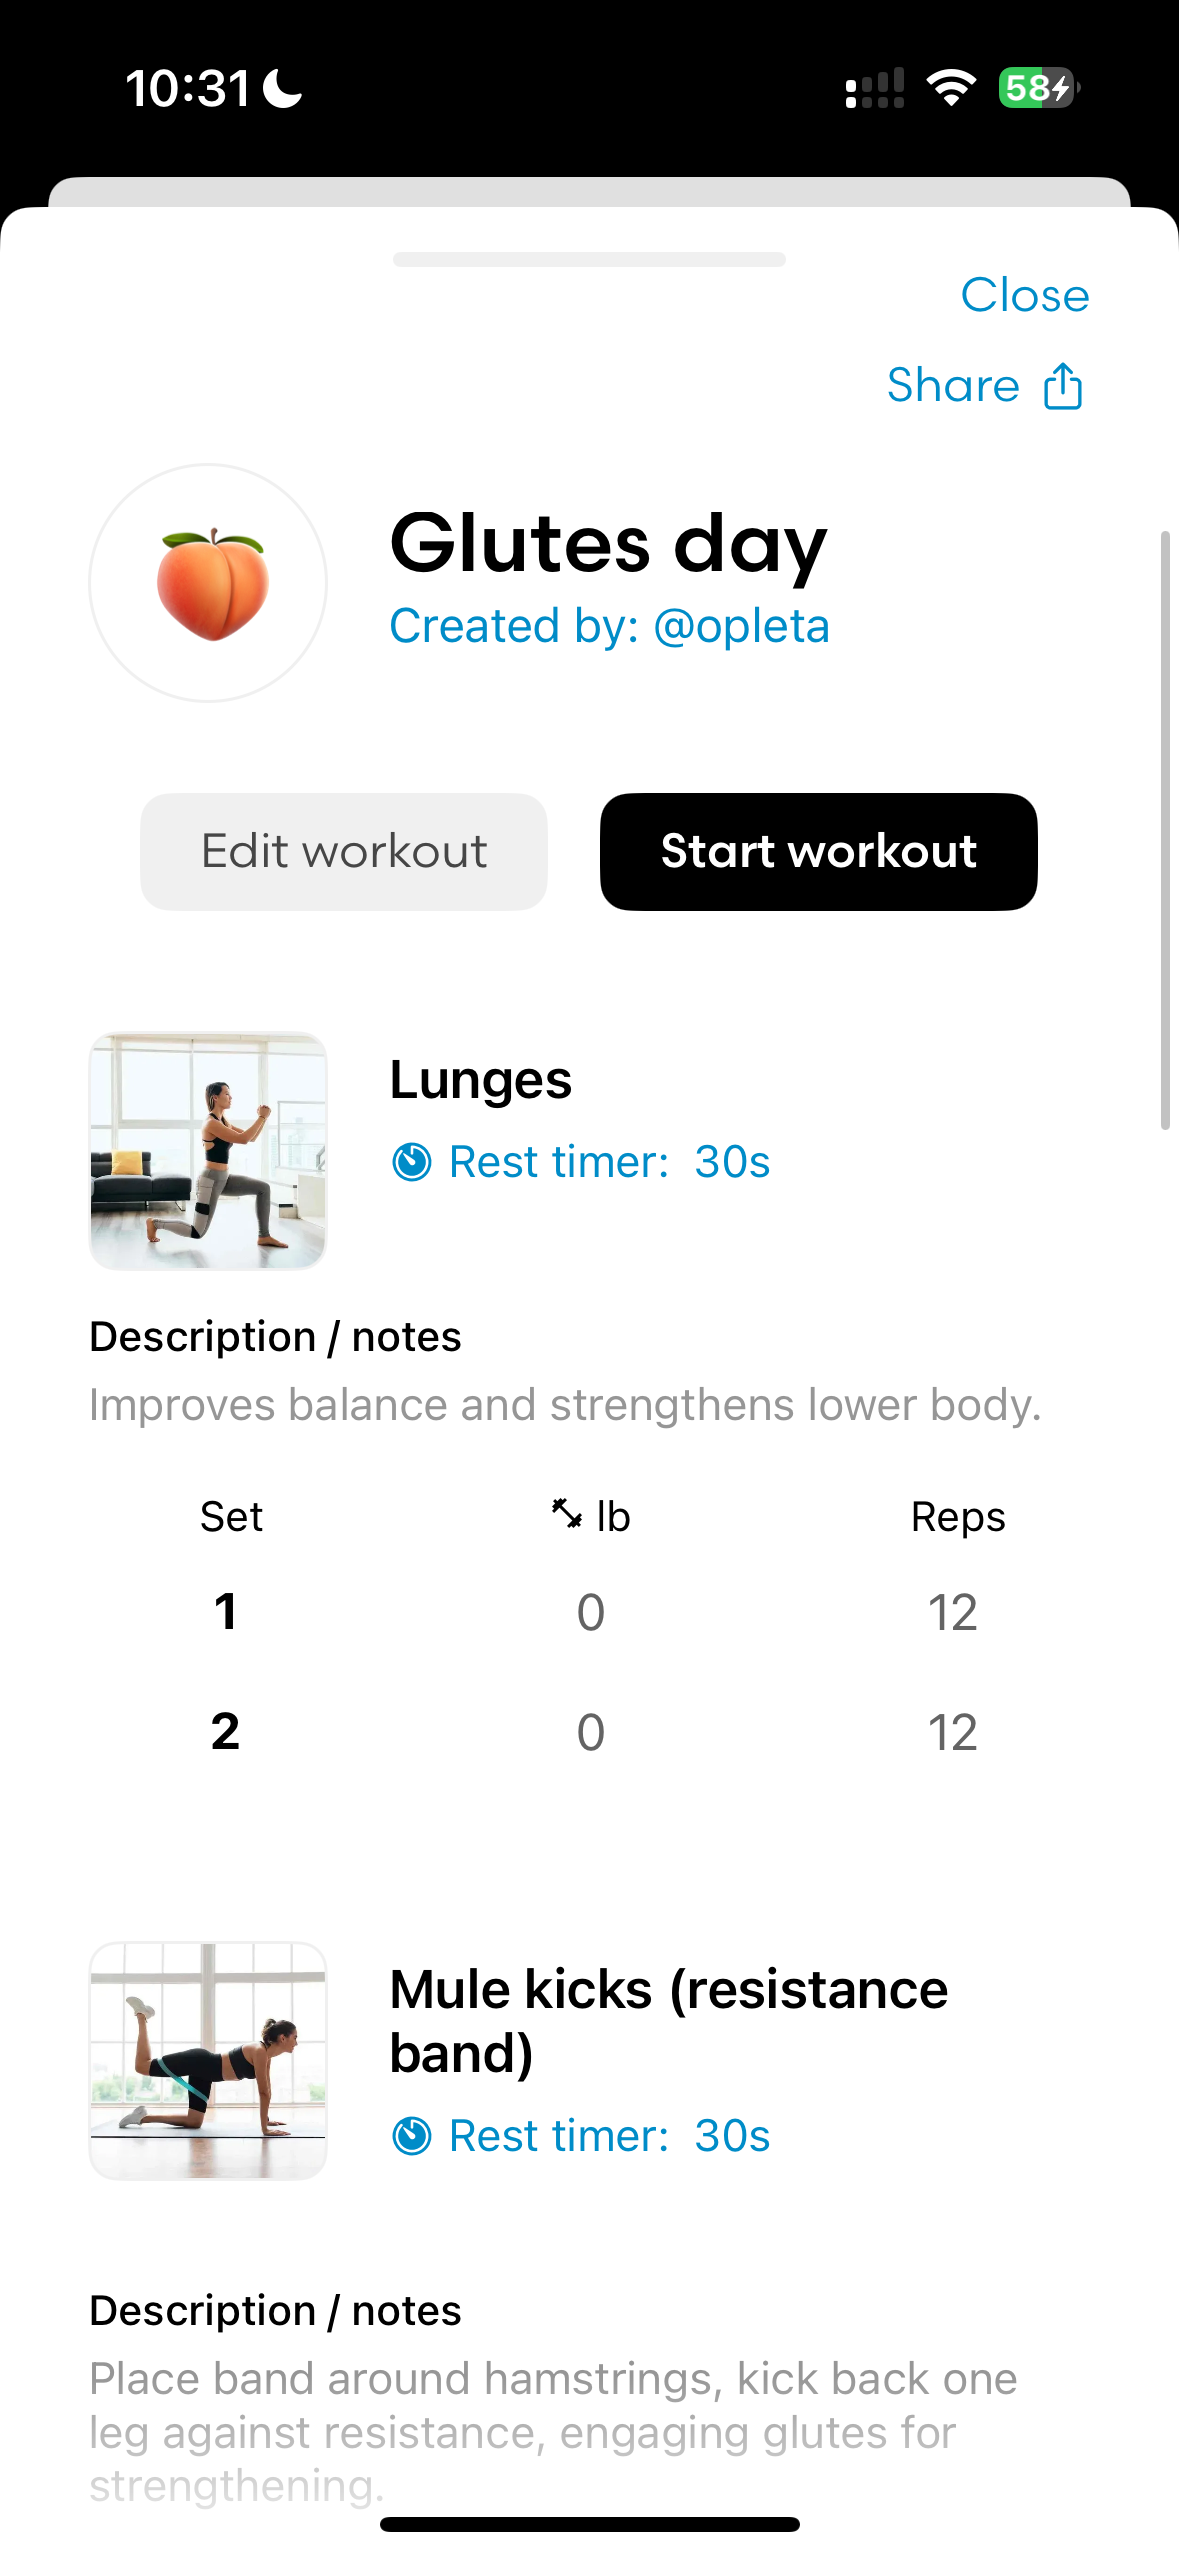 10:31
58
Close
Share
Glutes day
Created by: @opleta
Edit workout
Start workout
Lunges
Rest timer: 30s
Description / notes
Improves balance and strengthens lower body.
Set lb Reps
1 0 12
2 0 12
Mule kicks (resistance
band)
Rest timer: 30s
Description / notes
Place band around hamstrings, kick back one
leg against resistance, engaging glutes for
strengthening.